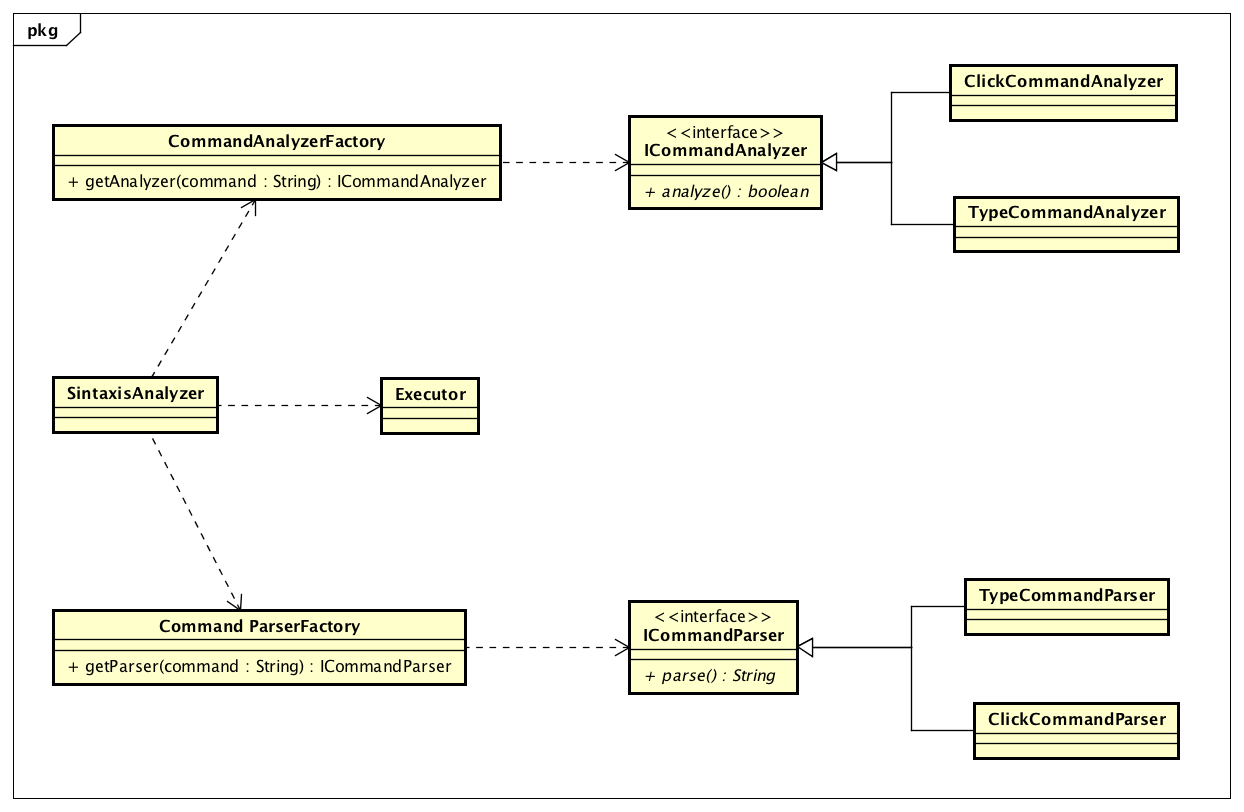 pkg
ClickCommandAnalyzer
CommandAnalyzerFactory
+ getAnalyzer(command : String) : ICommandAnalyzer
<<interface>>
ICommandAnalyzer
+ analyze() : boolean
TypeCommandAnalyzer
SintaxisAnalyzer
Executor
Command ParserFactory
+ getParser(command : String) : ICommandParser
<<interface>>
ICommandParser
+ parse() : String
TypeCommandParser
ClickCommandParser